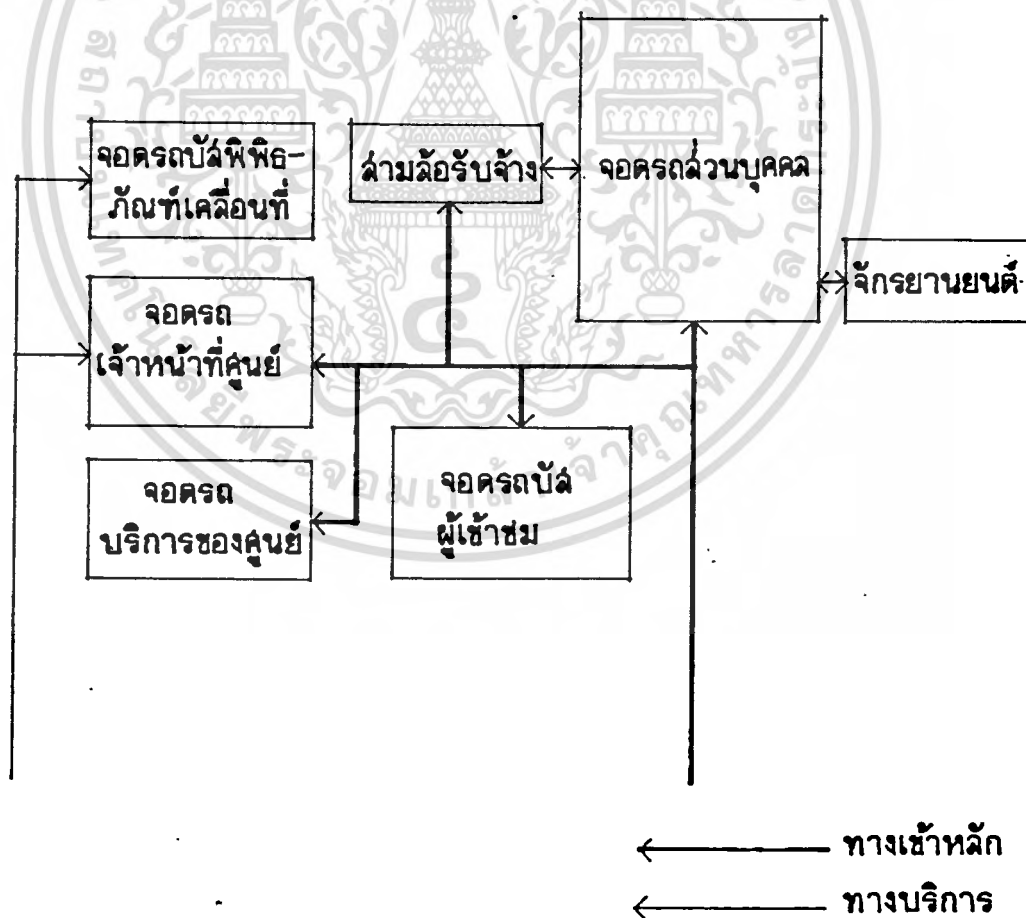 จอดรถบัสพิพิธ-
ภัณฑ์เคลื่อนที่
สามล้อรับจ้าง
จอดรถส่วนบุคคล
จักรยานยนต์
จอดรถ
เจ้าหน้าที่ศูนย์
จอดรถ
บริการของศูนย์
จอดรถบัส
ผู้เข้าชม
ทางเข้าหลัก
ทางบริการ